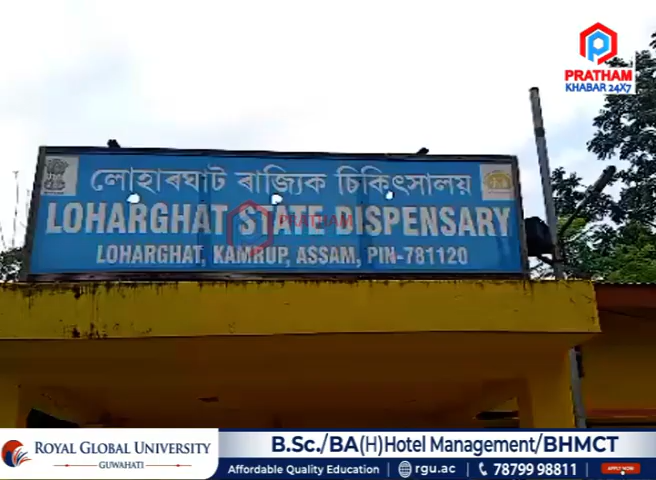 PRATHAM
KHABAR 24X7
লোহাৰঘাট ৰাজ্যিক চিকিৎসালয়
LOHARGHAT STATE DISPENSARY
PRATHAM
LOHARGHAT, KAMRUP, ASSAM, PIN-781120
ROYAL GLOBAL UNIVERSITY
GUWAHATI
B.Sc./BA(H)Hotel Management/BHMCT
Affordable Quality Education | rgu.ac | 78799 98811 | APPLY NOW